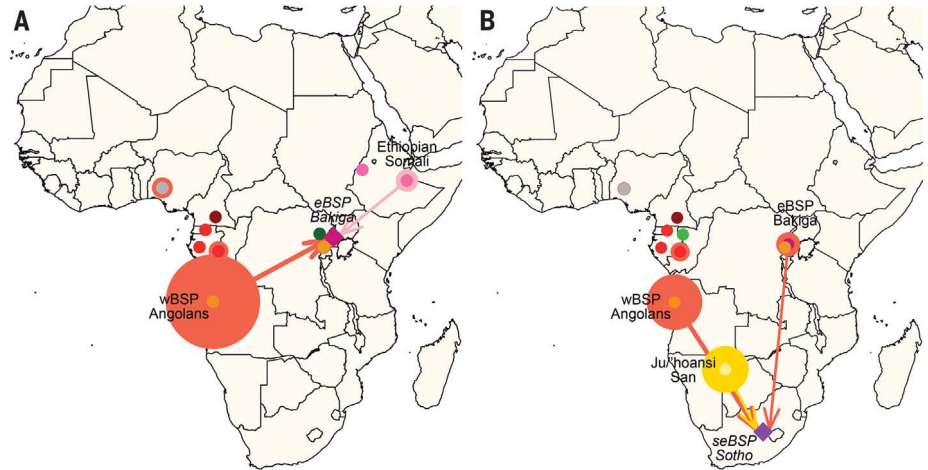 A
Ethiopian
Somali
eBSP
Bakiga
wBSP
Angolans
B
eBSP
Bakiga
wBSP
Angolans
Ju/'hoansi
San
seBSP
Sotho